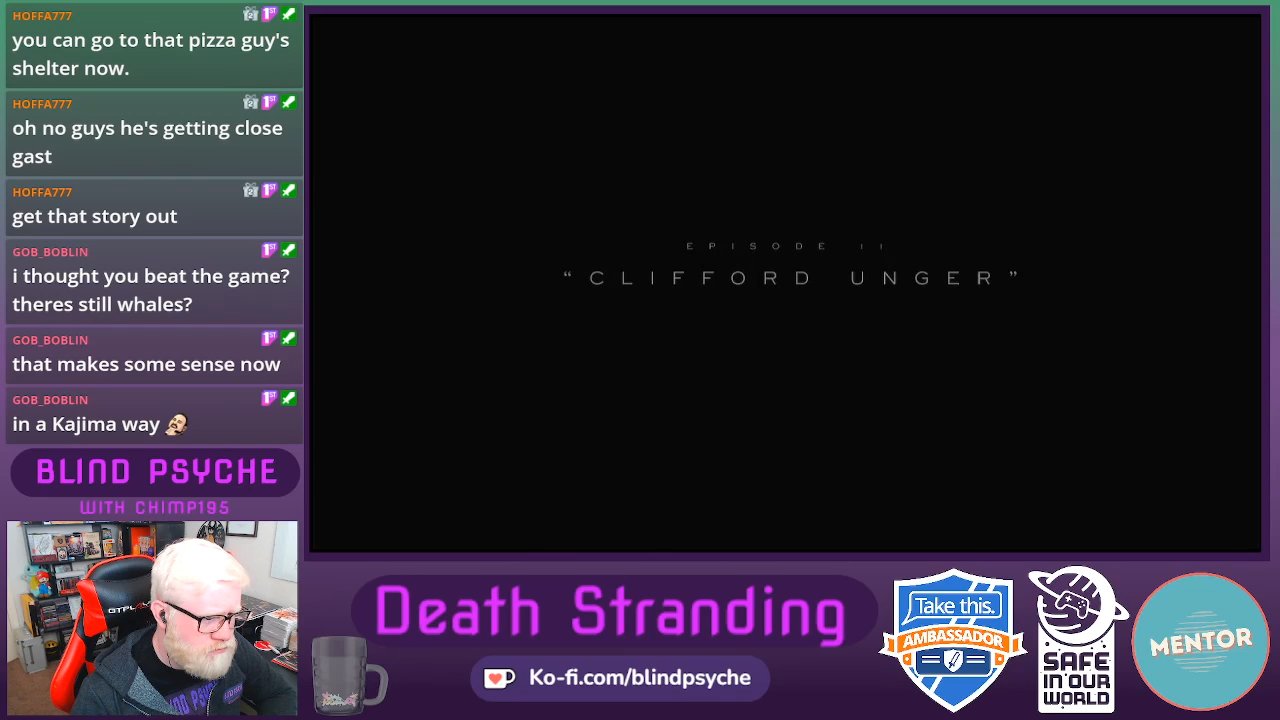 HOFFA777
you can go to that pizza guy's
shelter now.
HOFFA777
oh no guys he's getting close
gast
HOFFA777
get that story out
GOB_BOBLIN
i thought you beat the game?
theres still whales?
GOB_BOBLIN
that makes some sense now
GOB_BOBLIN
in a Kajima way
BLIND PSYCHE
WITH CHIMP195
EPISODE 11
“CLIFFORD UNGER”
Death Stranding
Ko-fi.com/blindpsyche
Take this.
AMBASSADOR
SAFE
IN OUR
WORLD
MENTOR